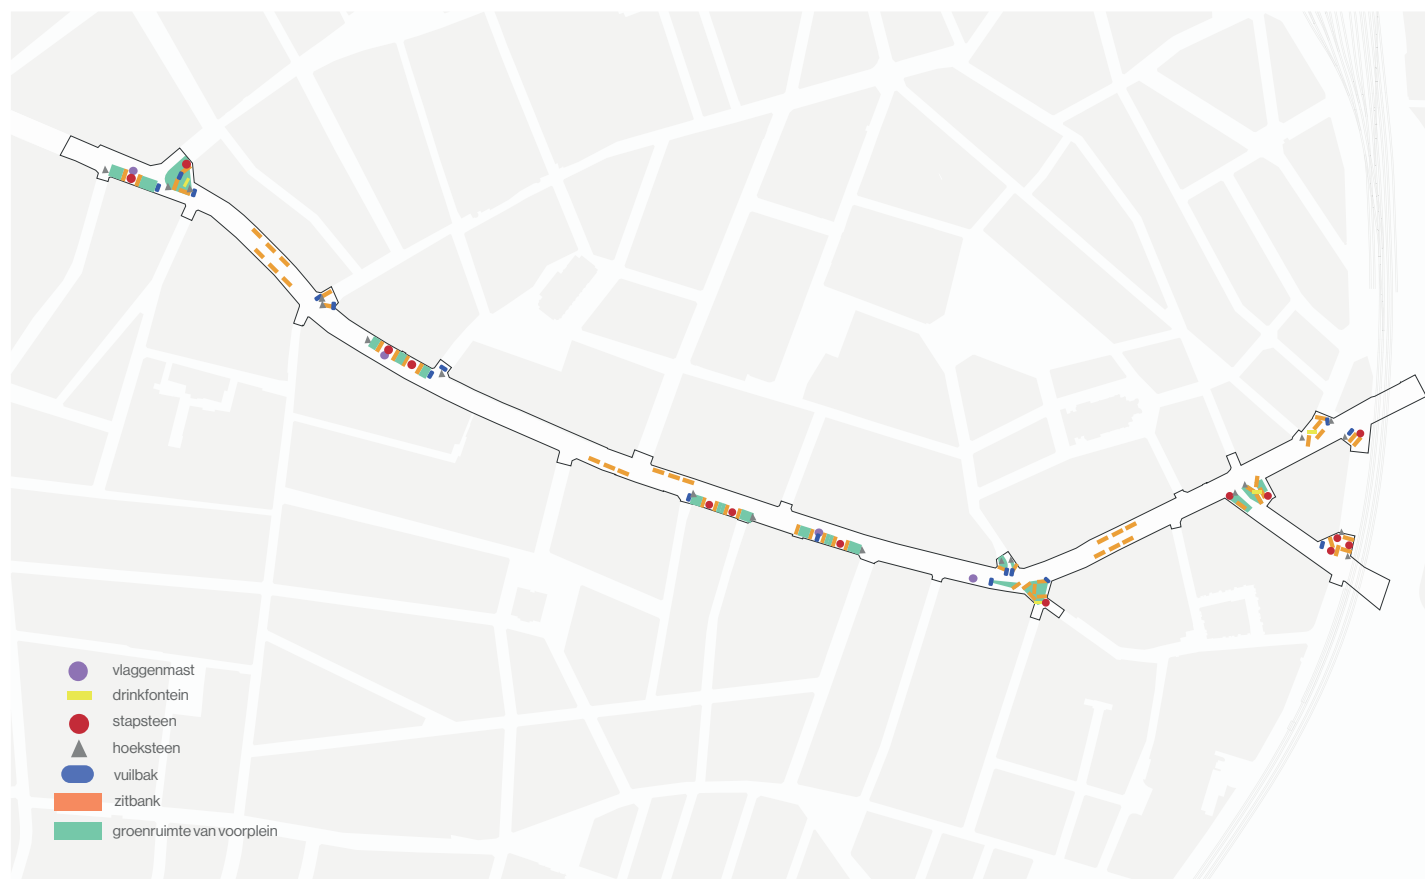 vlaggenmast
drinkfontein
stapsteen
hoeksteen
vuilbak
zitbank
groenruimte van voorplein